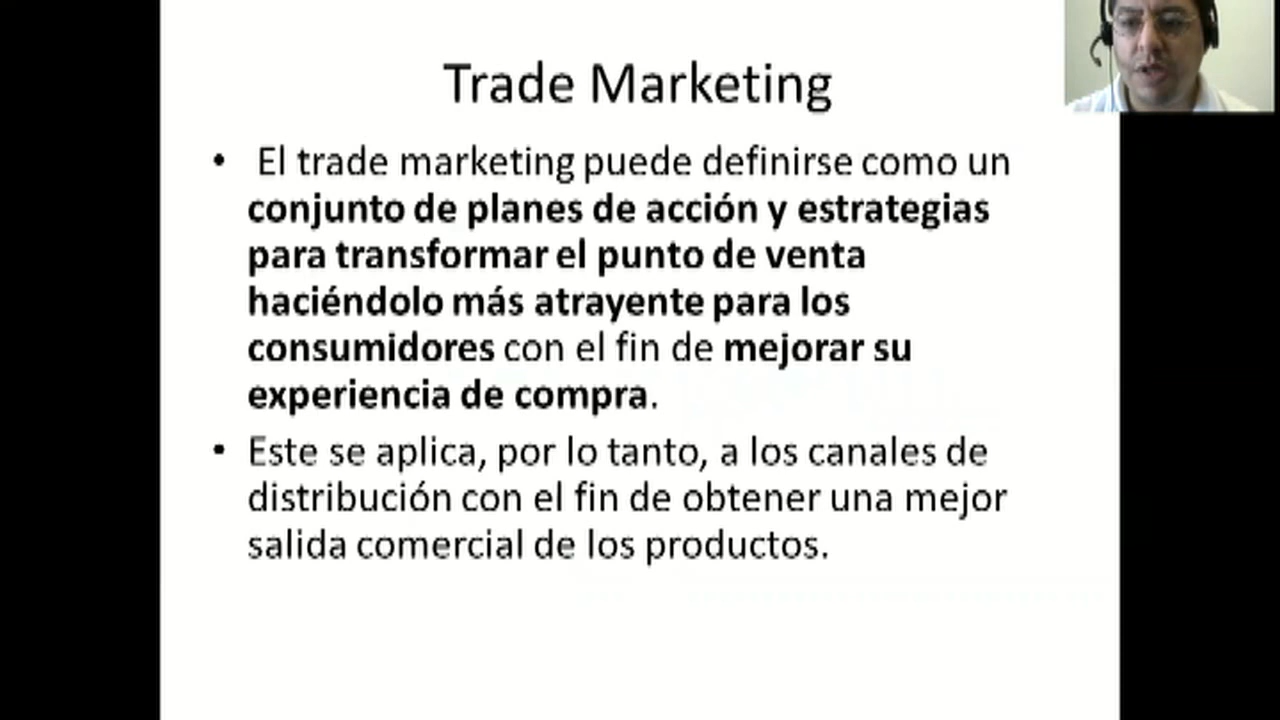 Trade Marketing
• El trade marketing puede definirse como un
conjunto de planes de acción y estrategias
para transformar el punto de venta
haciéndolo más atrayente para los
consumidores con el fin de mejorar su
experiencia de compra.
• Este se aplica, por lo tanto, a los canales de
distribución con el fin de obtener una mejor
salida comercial de los productos.